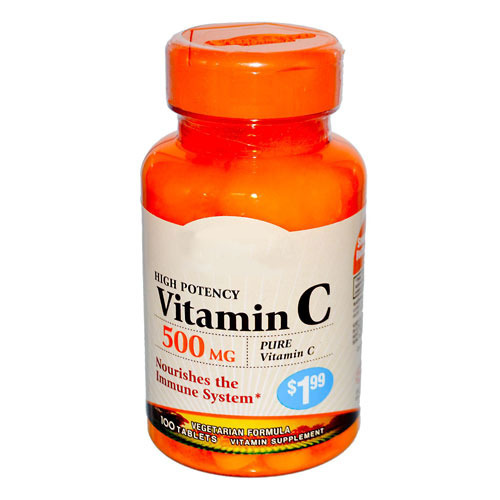 HIGH POTENCY
Vitamin C
500 MG
PURE
Vitamin C
Nourishes the
Immune System*
$1.99
100 TABLETS
VEGETARIAN FORMULA
VITAMIN SUPPLEMENT